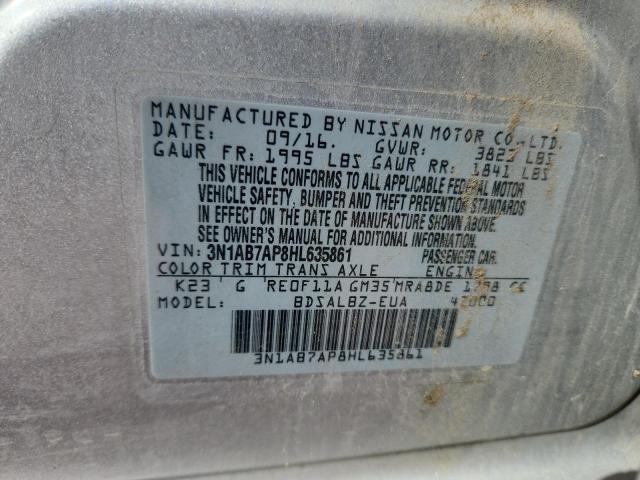 MANUFACTURED BY NISSAN MOTOR CO.,LTD.
DATE: 09/16. GVWR: 3822 LBS
GAWR FR: 1995 LBS GAWR RR: 1841 LBS
THIS VEHICLE CONFORMS TO ALL APPLICABLE FEDERAL MOTOR
VEHICLE SAFETY, BUMPER AND THEFT PREVENTION STANDARDS
IN EFFECT ON THE DATE OF MANUFACTURE SHOWN ABOVE.
SEE OWNER'S MANUAL FOR ADDITIONAL INFORMATION.
VIN: 3N1AB7AP8HL635861 PASSENGER CAR.
COLOR TRIM TRANS AXLE ENGINE
K23 G RE0F11A GM35 MRA8DE 1798 CC
MODEL: BDSALBZ-EUA 42000
3N1AB7AP8HL635861